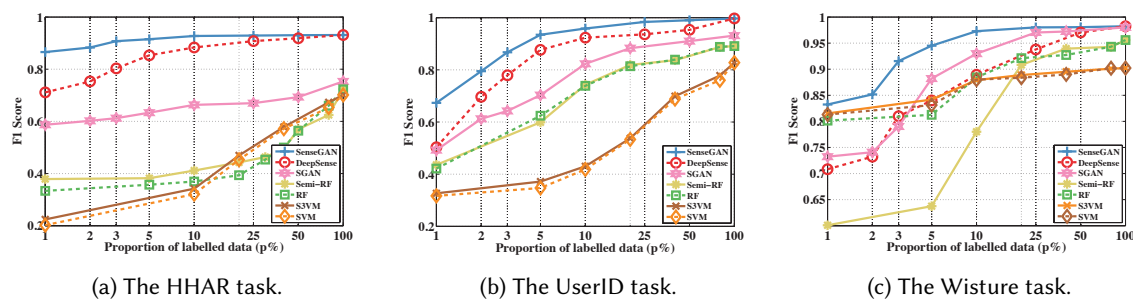 1
0.8
0.6
0.4
0.2
F1 Score
1 2 3 5 10 25 50 100
Proportion of labelled data (p%)
SenseGAN
DeepSense
SGAN
Semi-RF
RF
S3VM
SVM
(a) The HHAR task.
1
0.8
0.6
0.4
0.2
F1 Score
1 2 3 5 10 25 50 100
Proportion of labelled data (p%)
SenseGAN
DeepSense
SGAN
Semi-RF
RF
S3VM
SVM
(b) The UserID task.
1
0.95
0.9
0.85
0.8
0.75
0.7
0.65
F1 Score
1 2 3 5 10 25 50 100
Proportion of labelled data (p%)
SenseGAN
DeepSense
SGAN
Semi-RF
RF
S3VM
SVM
(c) The Wisture task.